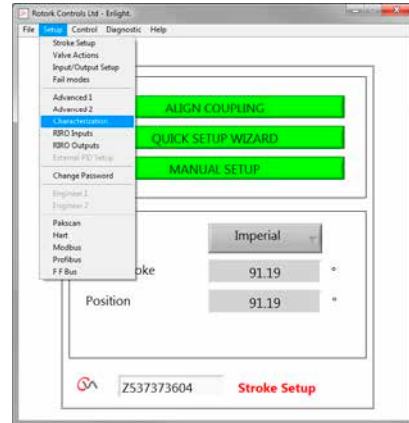 Rotork Controls Ltd - Enlight.
File Setup Control Diagnostic Help
Stroke Setup
Valve Actions
Input/Output Setup
Fail modes
Advanced 1
Advanced 2
Characterization
RIRO Inputs
RIRO Outputs
External PID Setup
Change Password
Engineer 1
Engineer 2
Pakscan
Hart
Modbus
Profibus
F F Bus
ALIGN COUPLING
QUICK SETUP WIZARD
MANUAL SETUP
Imperial
oke 91.19 °
Position 91.19 °
Z537373604 Stroke Setup